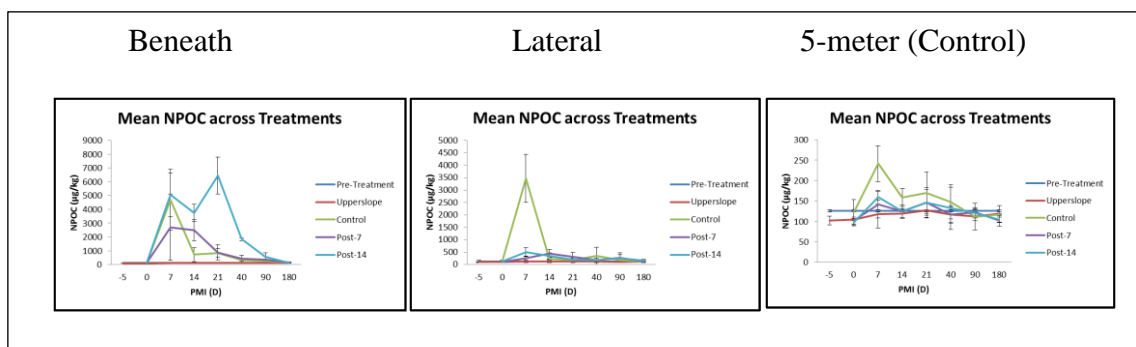 Beneath
Lateral
5-meter (Control)
Mean NPOC across Treatments
NPOC (µg/kg)
9000
8000
7000
6000
5000
4000
3000
2000
1000
0
-5 0 7 14 21 40 90 180
PMI (D)
Pre-Treatment
Upperslope
Control
Post-7
Post-14
Mean NPOC across Treatments
NPOC (µg/kg)
5000
4500
4000
3500
3000
2500
2000
1500
1000
500
0
-5 0 7 14 21 40 90 180
PMI (D)
Pre-Treatment
Upperslope
Control
Post-7
Post-14
Mean NPOC across Treatments
NPOC (µg/kg)
300
250
200
150
100
50
0
-5 0 7 14 21 40 90 180
PMI (D)
Pre-Treatment
Upperslope
Control
Post-7
Post-14